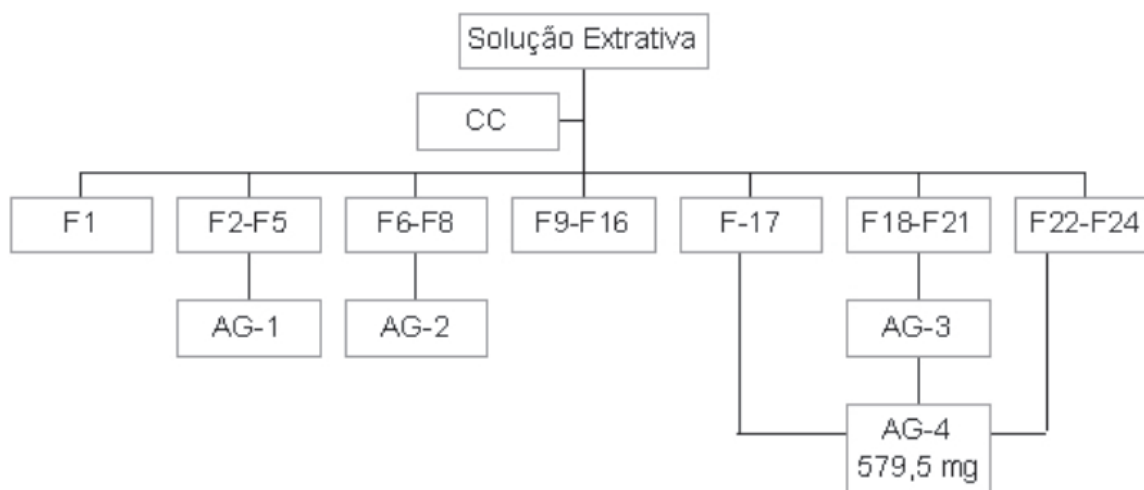 Solução Extrativa
CC
F1
F2-F5
F6-F8
F9-F16
F-17
F18-F21
F22-F24
AG-1
AG-2
AG-3
AG-4
579,5 mg